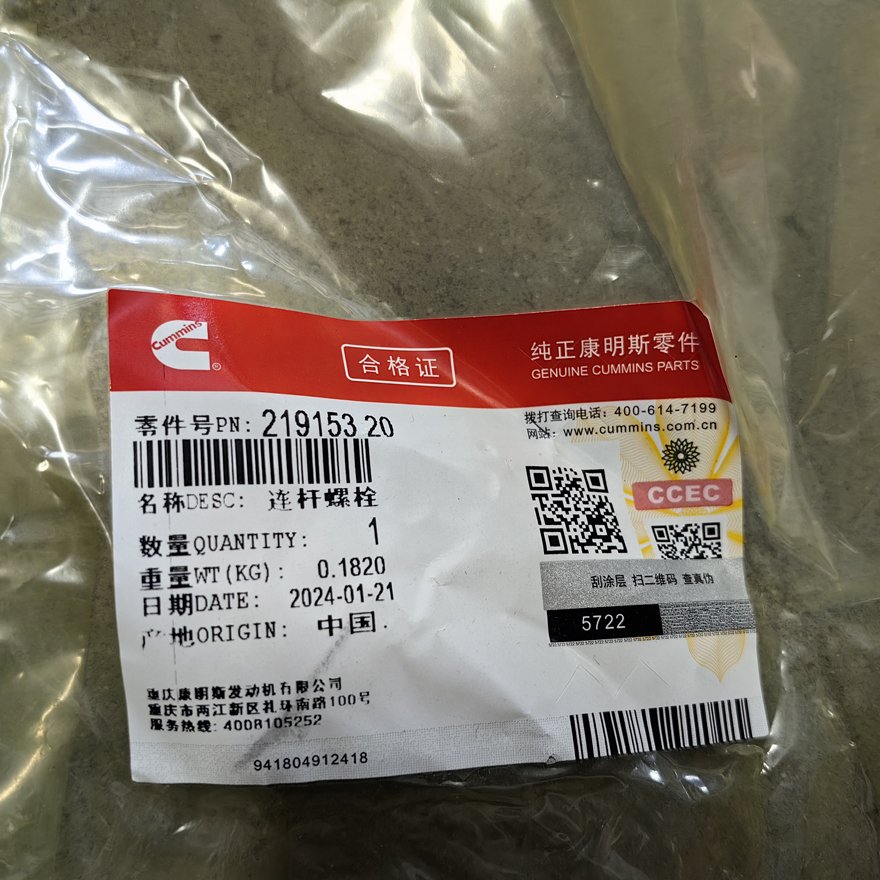 Cummins
®
合格证
纯正康明斯零件
GENUINE CUMMINS PARTS
拨打查询电话：400-614-7199
网站：www.cummins.com.cn
零件号PN: 219153 20
名称DESC: 连杆螺栓
数量QUANTITY: 1
重量WT(KG): 0.1820
日期DATE: 2024-01-21
产地ORIGIN: 中国.
CCEC
刮涂层 扫二维码 查真伪
5722
重庆康明斯发动机有限公司
重庆市两江新区礼环南路100号
服务热线: 4008105252
941804912418